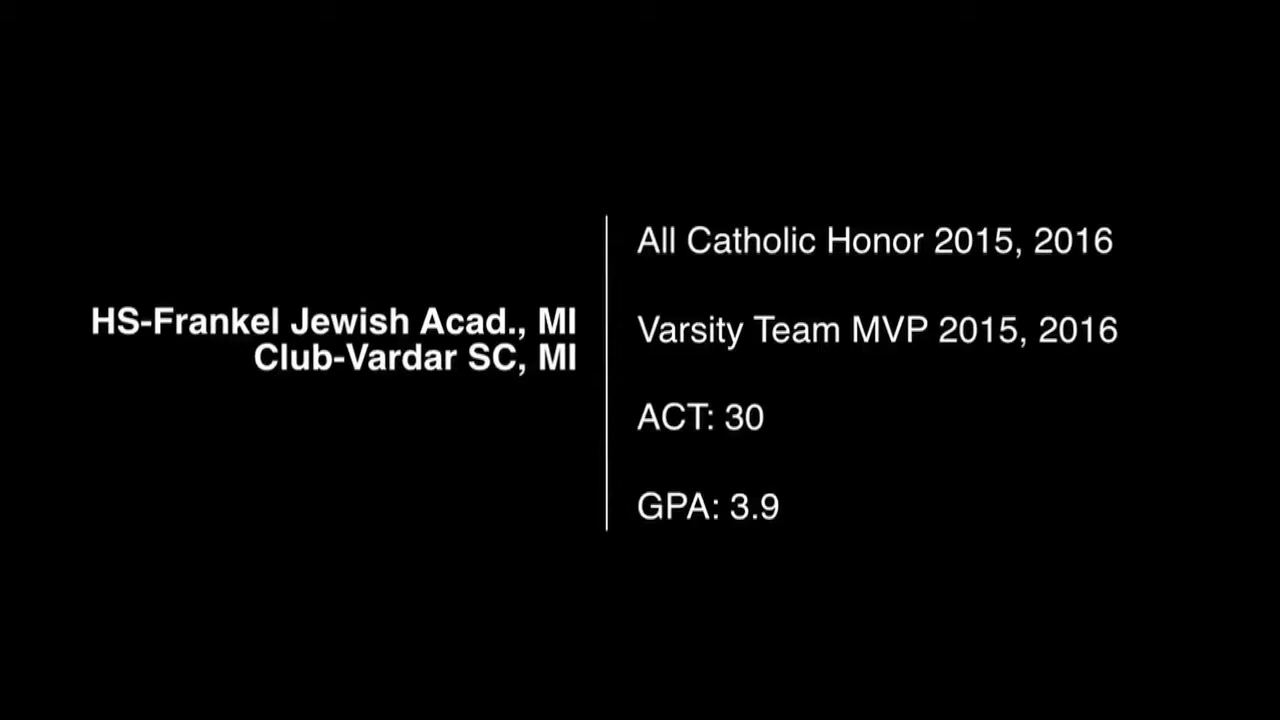 HS-Frankel Jewish Acad., MI
Club-Vardar SC, MI
All Catholic Honor 2015, 2016
Varsity Team MVP 2015, 2016
ACT: 30
GPA: 3.9